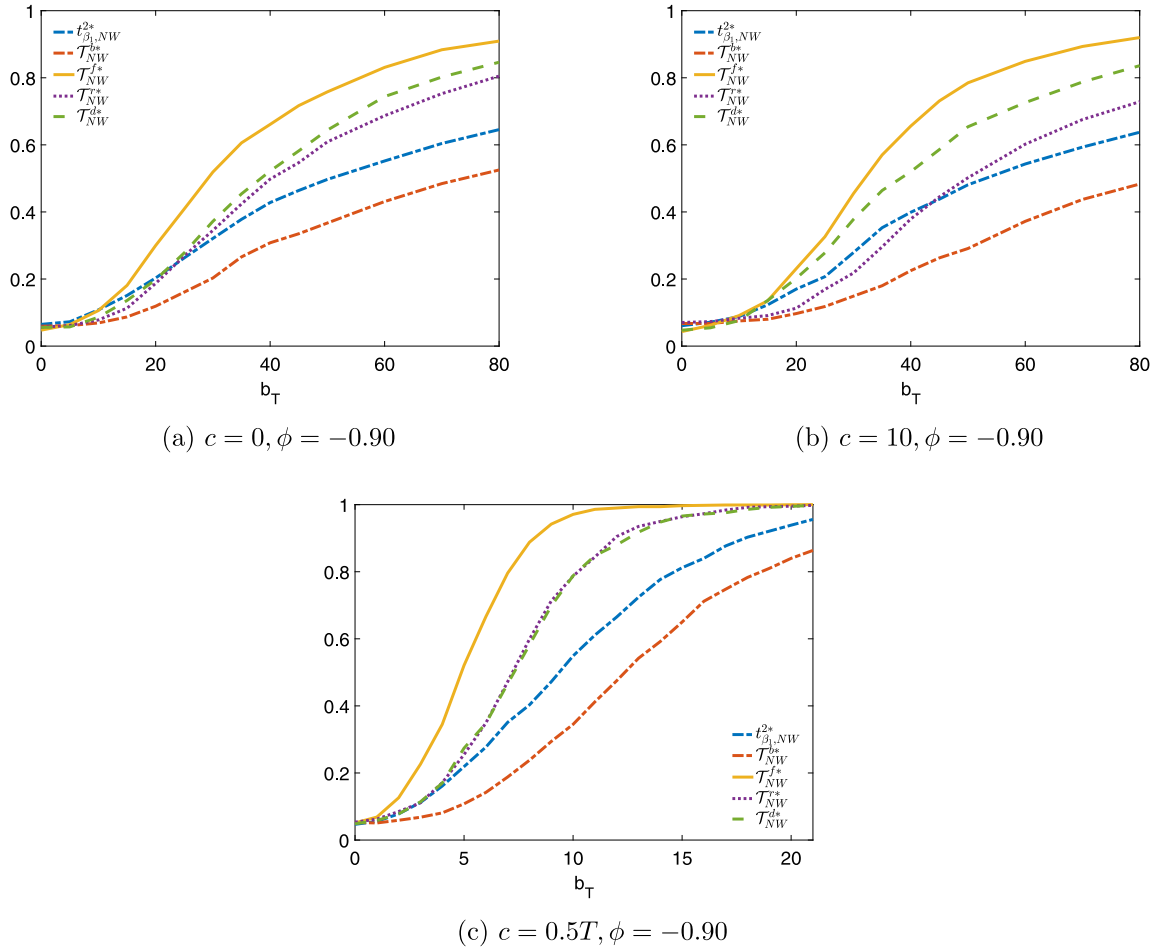 1
0.8
0.6
0.4
0.2
0
0 20 40 60 80
b_T
t^{2*}_{β_1,NW}
𝒯^{b*}_{NW}
𝒯^{f*}_{NW}
𝒯^{r*}_{NW}
𝒯^{d*}_{NW}
(a) c = 0, ϕ = −0.90
1
0.8
0.6
0.4
0.2
0
0 20 40 60 80
b_T
t^{2*}_{β_1,NW}
𝒯^{b*}_{NW}
𝒯^{f*}_{NW}
𝒯^{r*}_{NW}
𝒯^{d*}_{NW}
(b) c = 10, ϕ = −0.90
1
0.8
0.6
0.4
0.2
0
0 5 10 15 20
b_T
t^{2*}_{β_1,NW}
𝒯^{b*}_{NW}
𝒯^{f*}_{NW}
𝒯^{r*}_{NW}
𝒯^{d*}_{NW}
(c) c = 0.5T, ϕ = −0.90